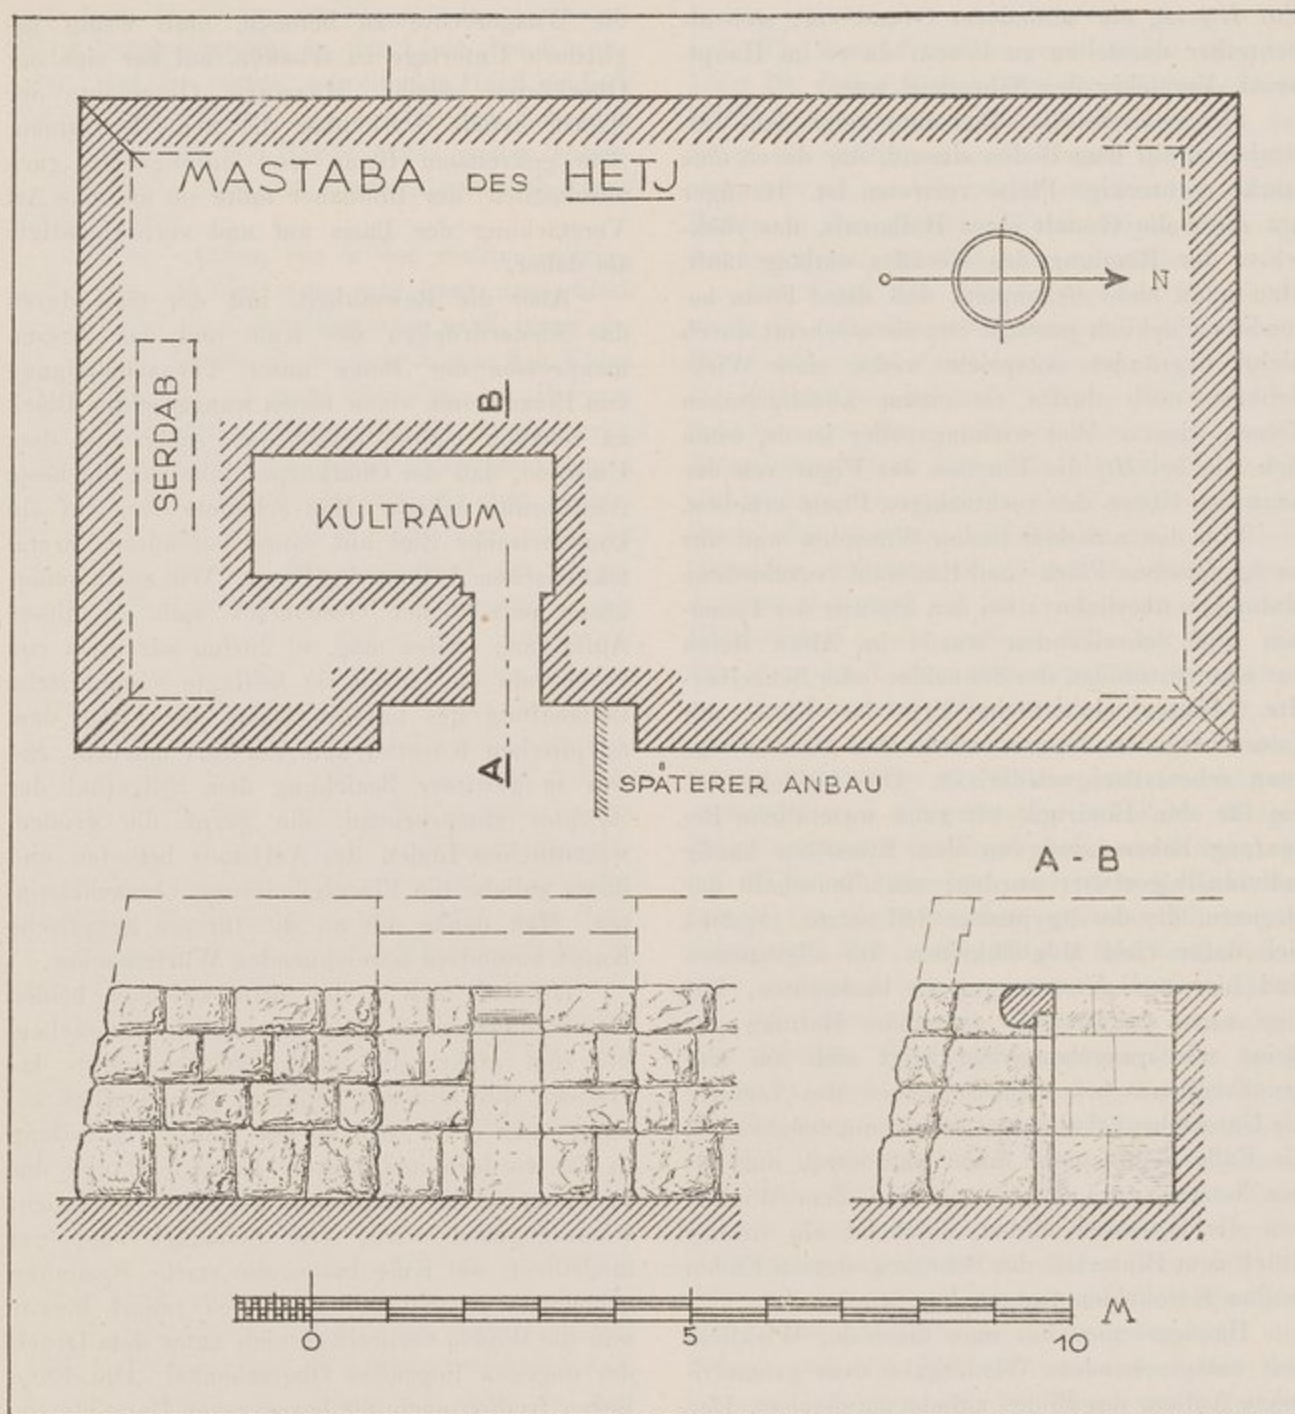 MASTABA DES HETJ
N
SERDAB
B
KULTRAUM
A
SPÄTERER ANBAU
A - B
0 5 10 M